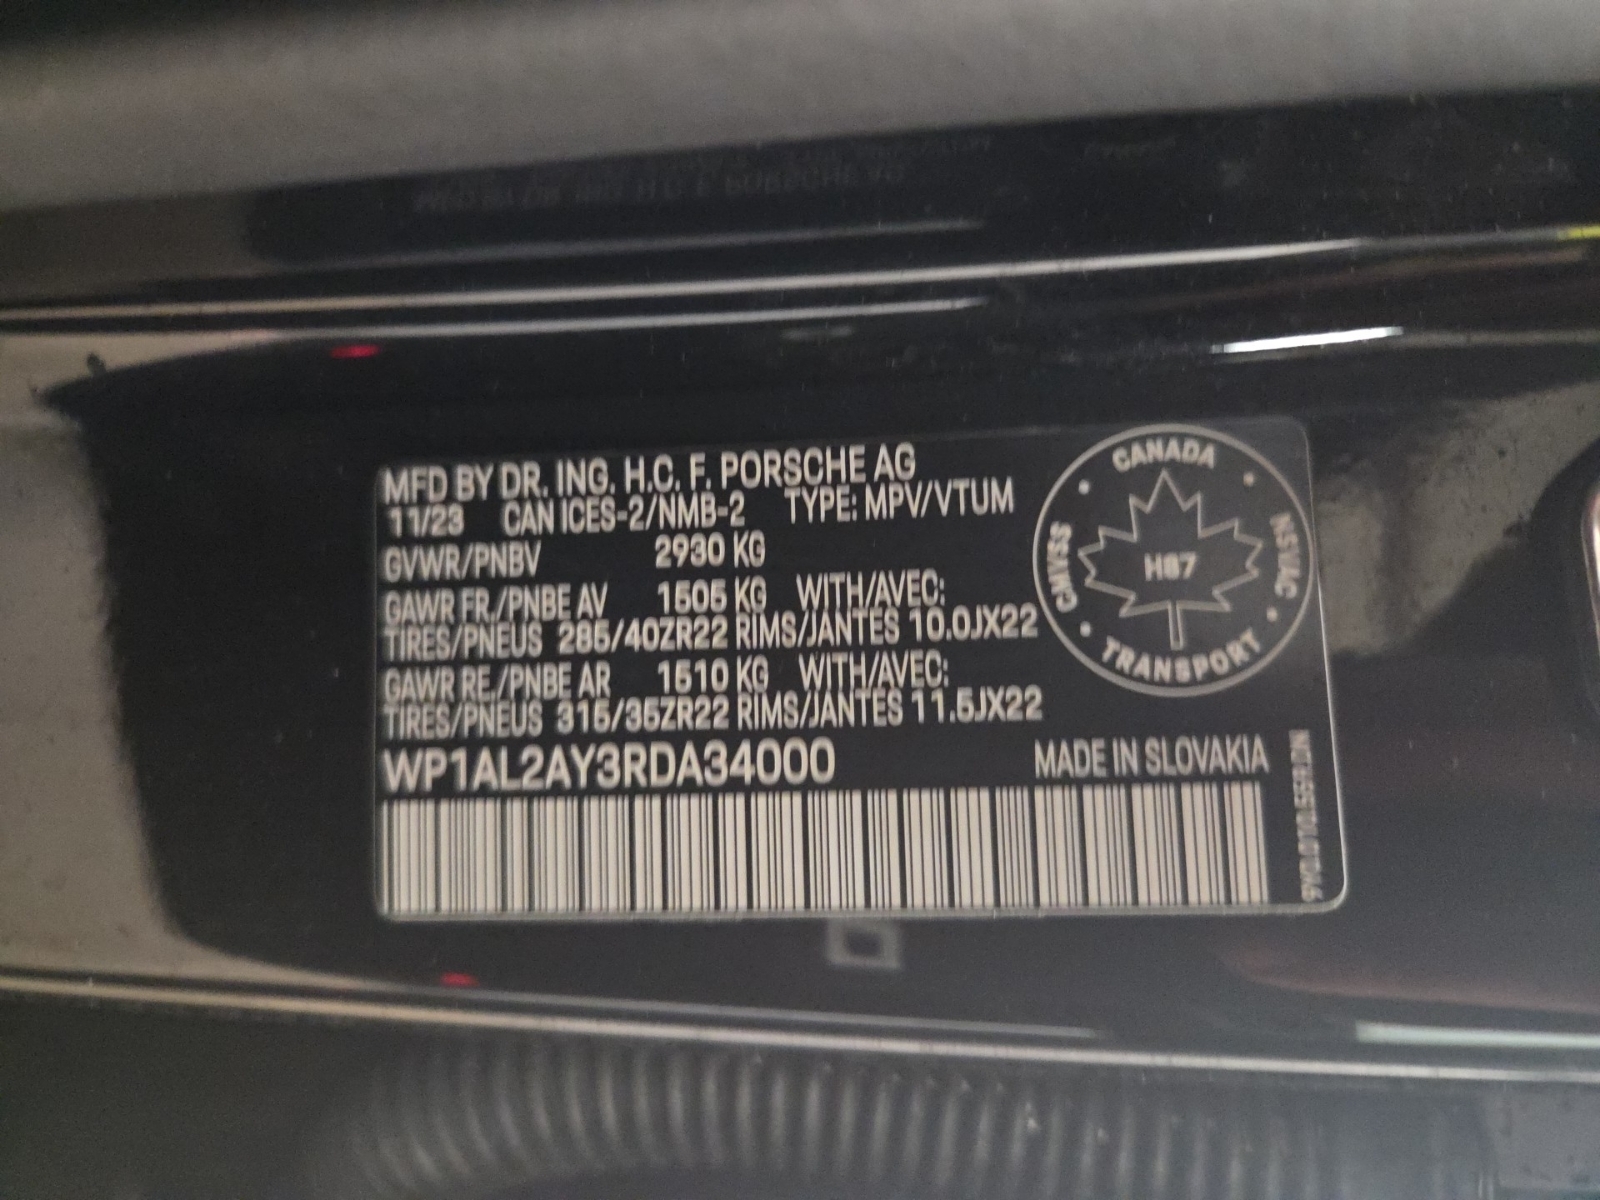 MFD BY DR. ING. H.C. F. PORSCHE AG
11/23 CAN ICES-2/NMB-2 TYPE: MPV/VTUM
GVWR/PNBV 2930 KG
GAWR FR./PNBE AV 1505 KG WITH/AVEC:
TIRES/PNEUS 285/40ZR22 RIMS/JANTES 10.0JX22
GAWR RE./PNBE AR 1510 KG WITH/AVEC:
TIRES/PNEUS 315/35ZR22 RIMS/JANTES 11.5JX22
WP1AL2AY3RDA34000 MADE IN SLOVAKIA
CANADA
CMVSS
NSVAC
H87
TRANSPORT